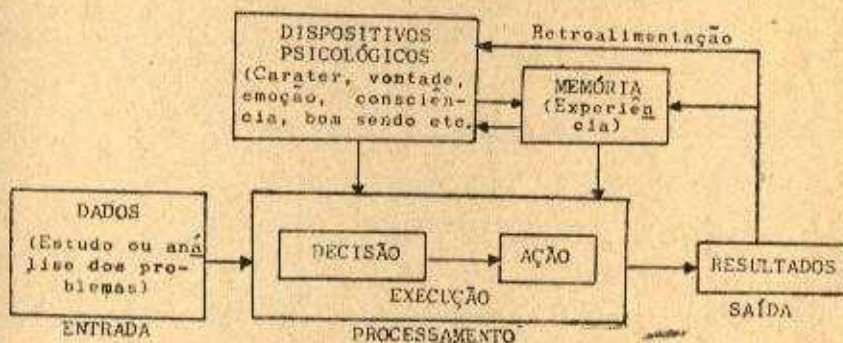 DISPOSITIVOS
PSICOLÓGICOS
(Carater, vontade,
emoção, consciên-
cia, bom sendo etc.
Retroalimentação
MEMÓRIA
(Experiên
cia)
DADOS
(Estudo ou aná
lise dos pro-
blemas)
ENTRADA
DECISÃO
AÇÃO
EXECUÇÃO
PROCESSAMENTO
RESULTADOS
SAÍDA